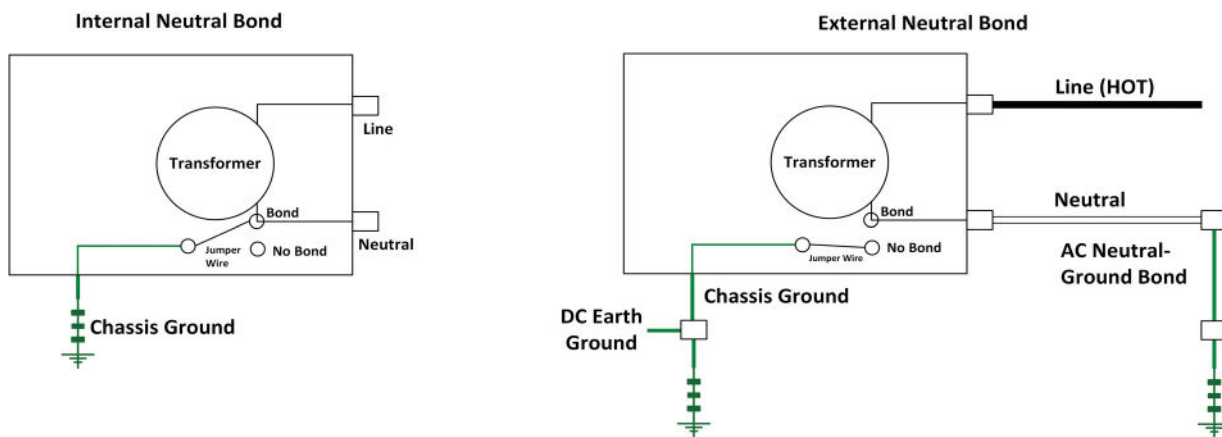 Internal Neutral Bond
Transformer
Line
Bond
Neutral
Jumper
Wire
No Bond
Chassis Ground
External Neutral Bond
Line (HOT)
Transformer
Bond
Neutral
Jumper Wire
No Bond
AC Neutral-
Ground Bond
Chassis Ground
DC Earth
Ground